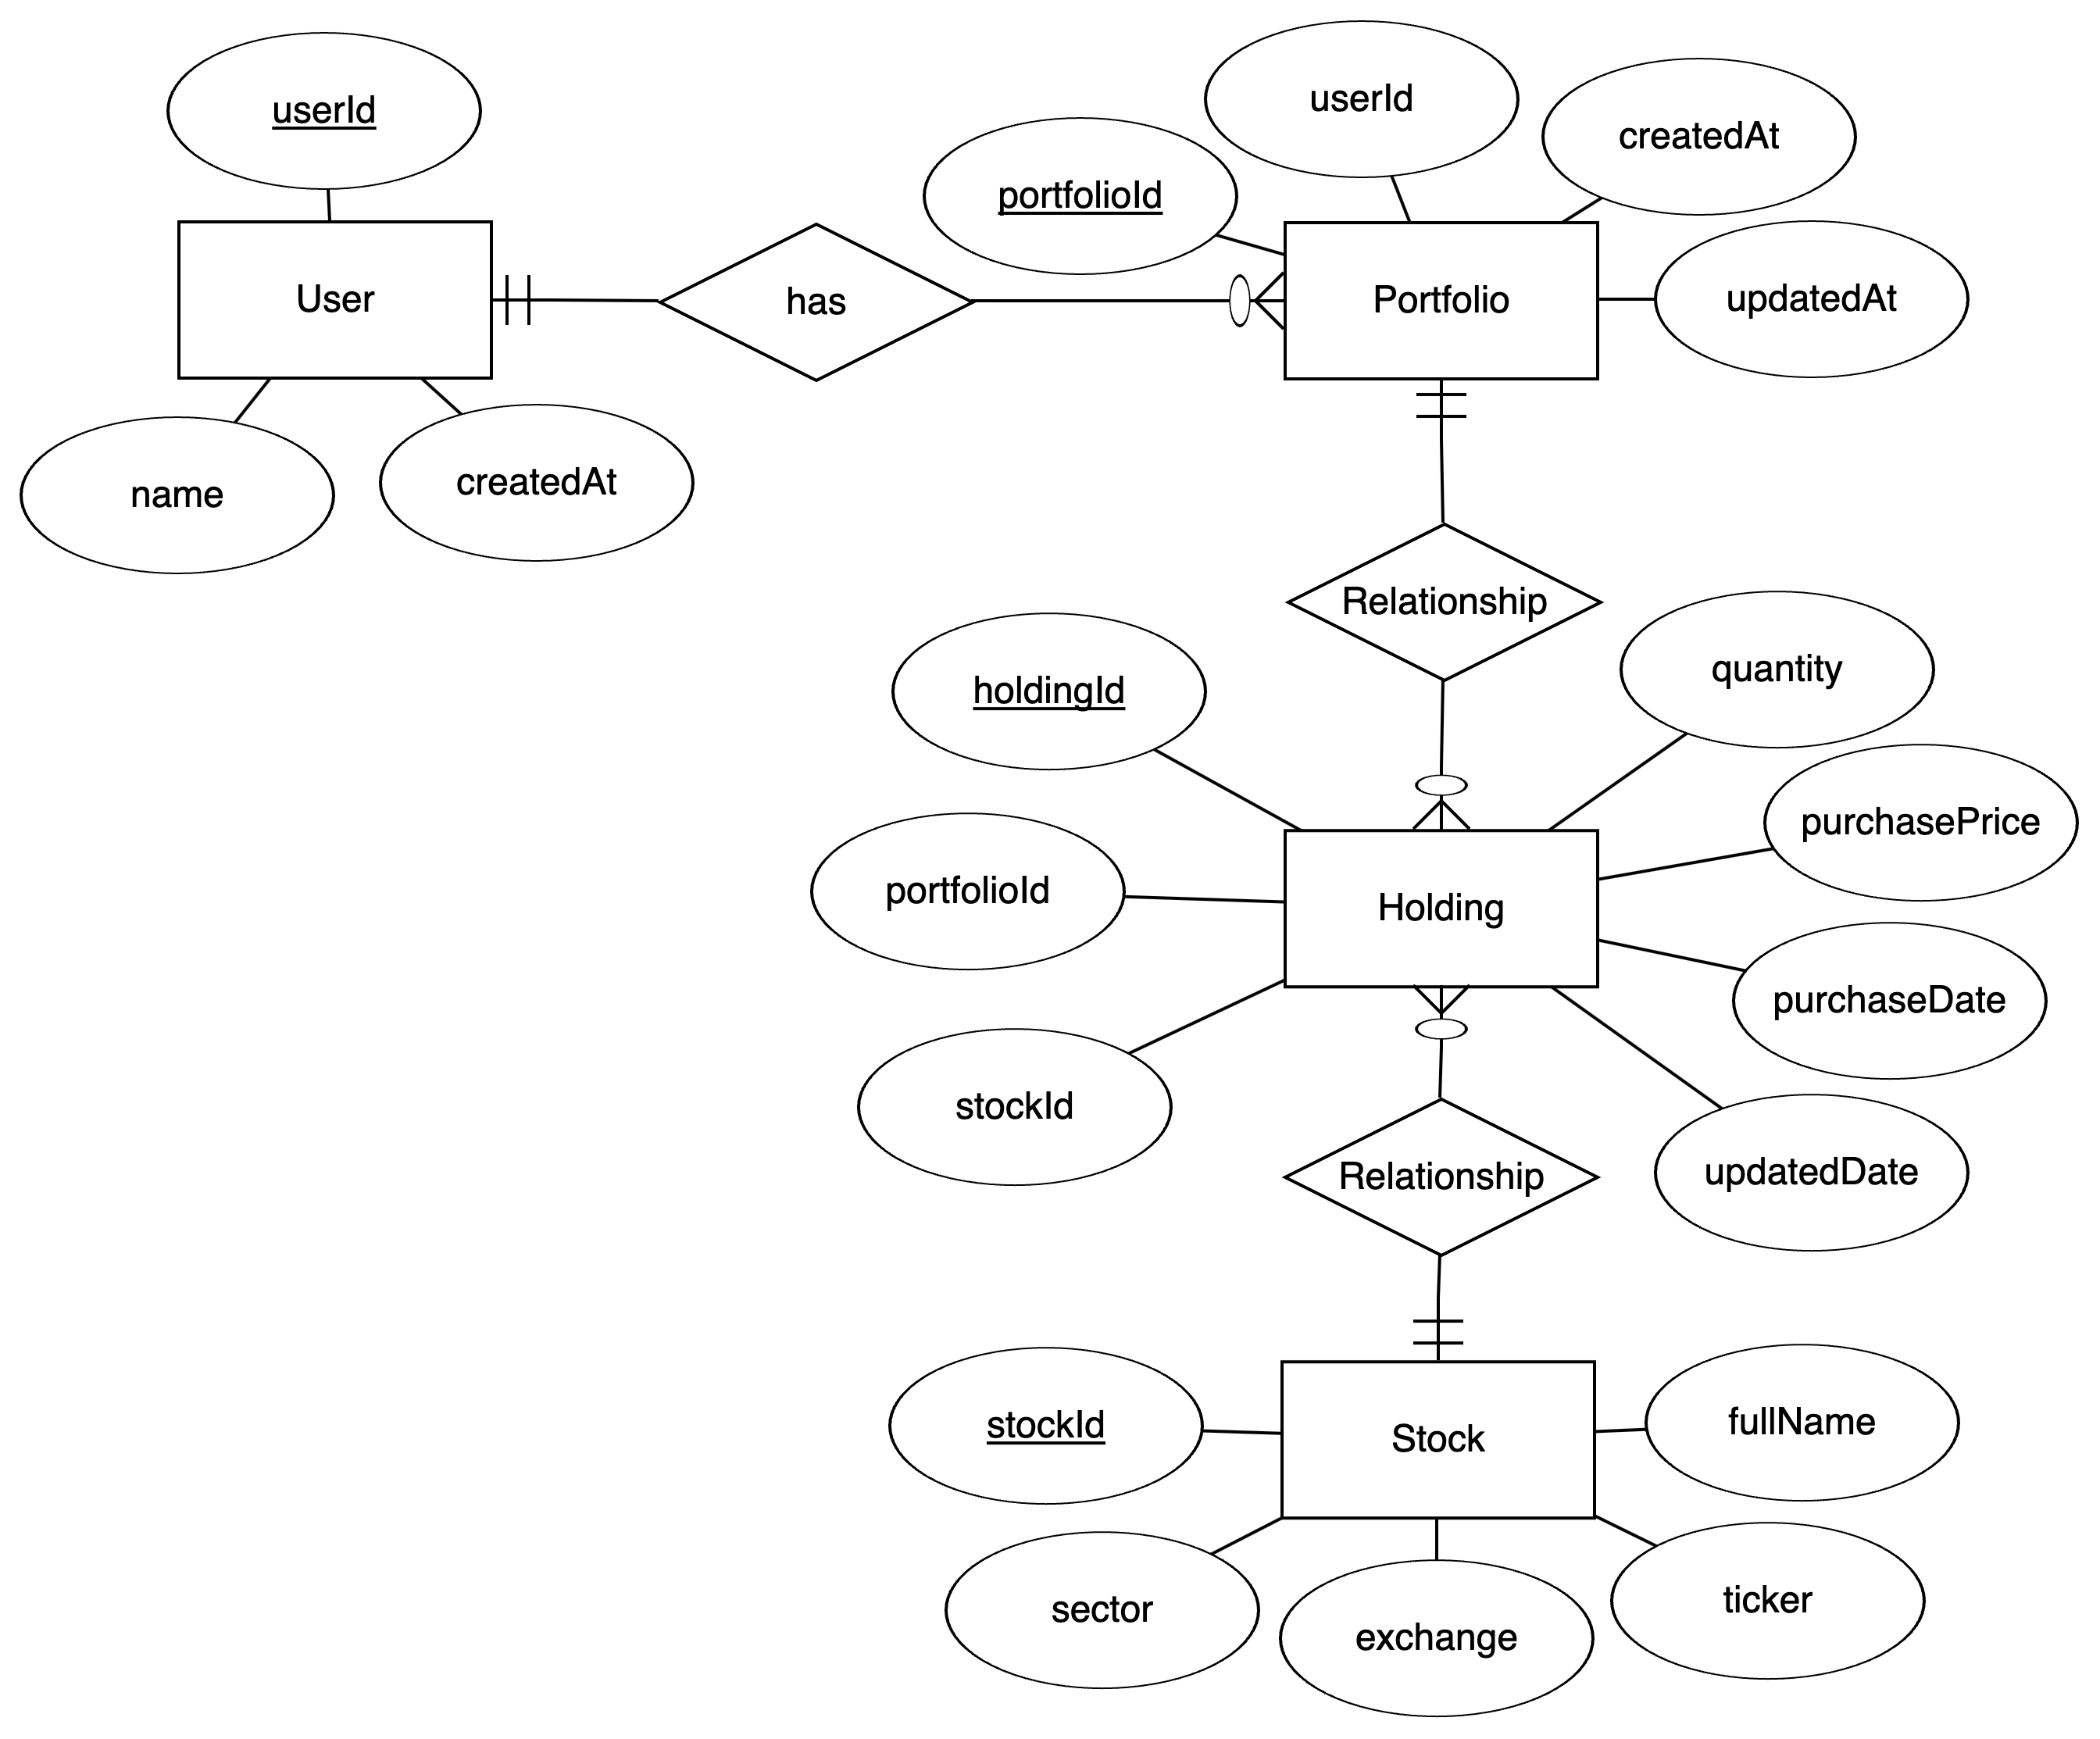 userId
userId
createdAt
portfolioId
User
has
Portfolio
updatedAt
name
createdAt
Relationship
quantity
holdingId
purchasePrice
portfolioId
Holding
purchaseDate
stockId
Relationship
updatedDate
stockId
Stock
fullName
sector
exchange
ticker